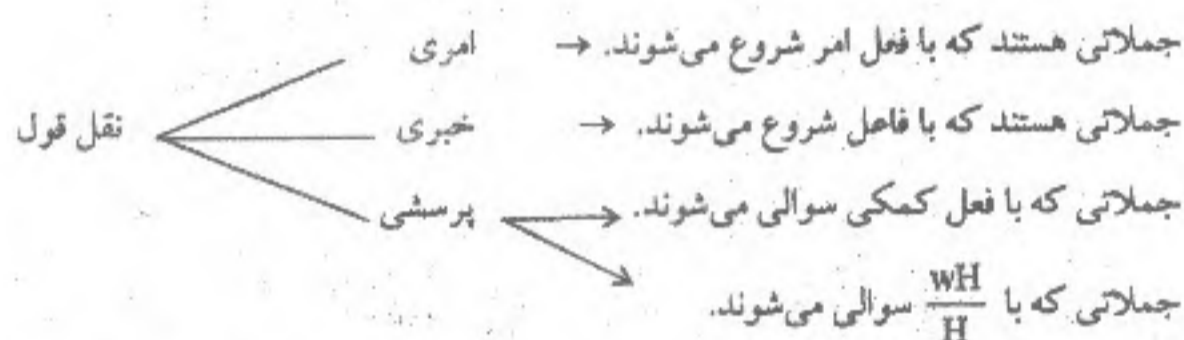 امری → جملاتی هستند که با فعل امر شروع می‌شوند.
نقل قول خبری → جملاتی هستند که با فاعل شروع می‌شوند.
پرسشی جملاتی که با فعل کمکی سوالی می‌شوند.
جملاتی که با wH/H سوالی می‌شوند.